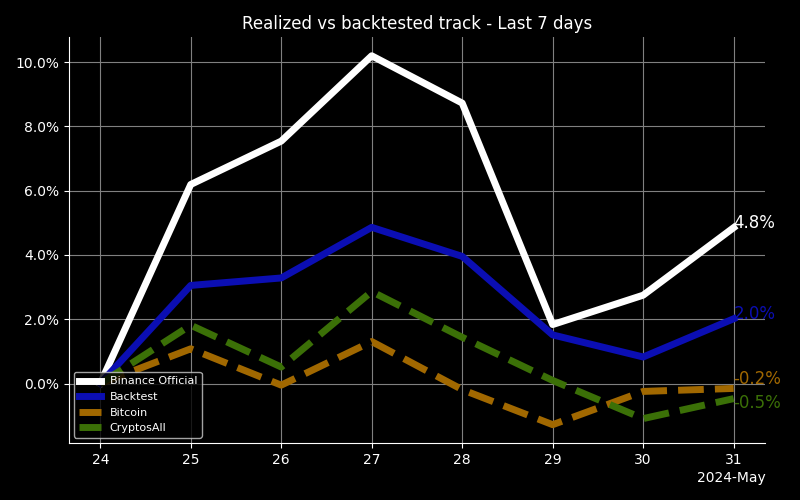 Realized vs backtested track - Last 7 days
10.0%
8.0%
6.0%
4.0%
2.0%
0.0%
4.8%
2.0%
-0.2%
-0.5%
Binance Official
Backtest
Bitcoin
CryptosAll
24 25 26 27 28 29 30 31
2024-May